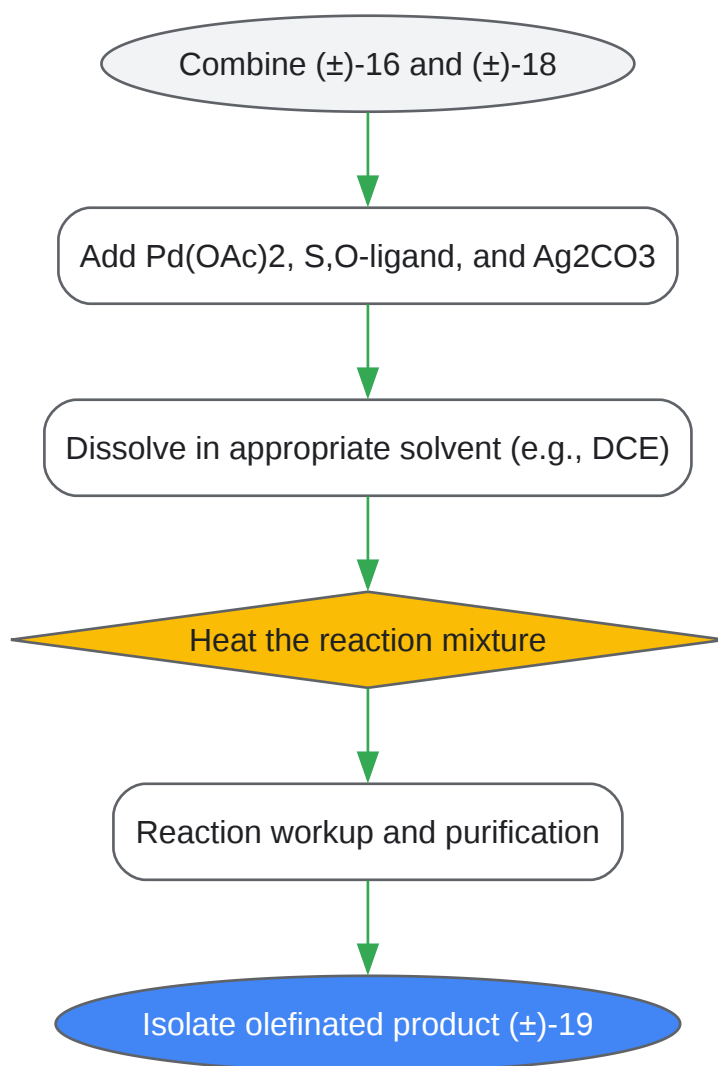 Combine (±)-16 and (±)-18
Add Pd(OAc)2, S,O-ligand, and Ag2CO3
Dissolve in appropriate solvent (e.g., DCE)
Heat the reaction mixture
Reaction workup and purification
Isolate olefinated product (±)-19